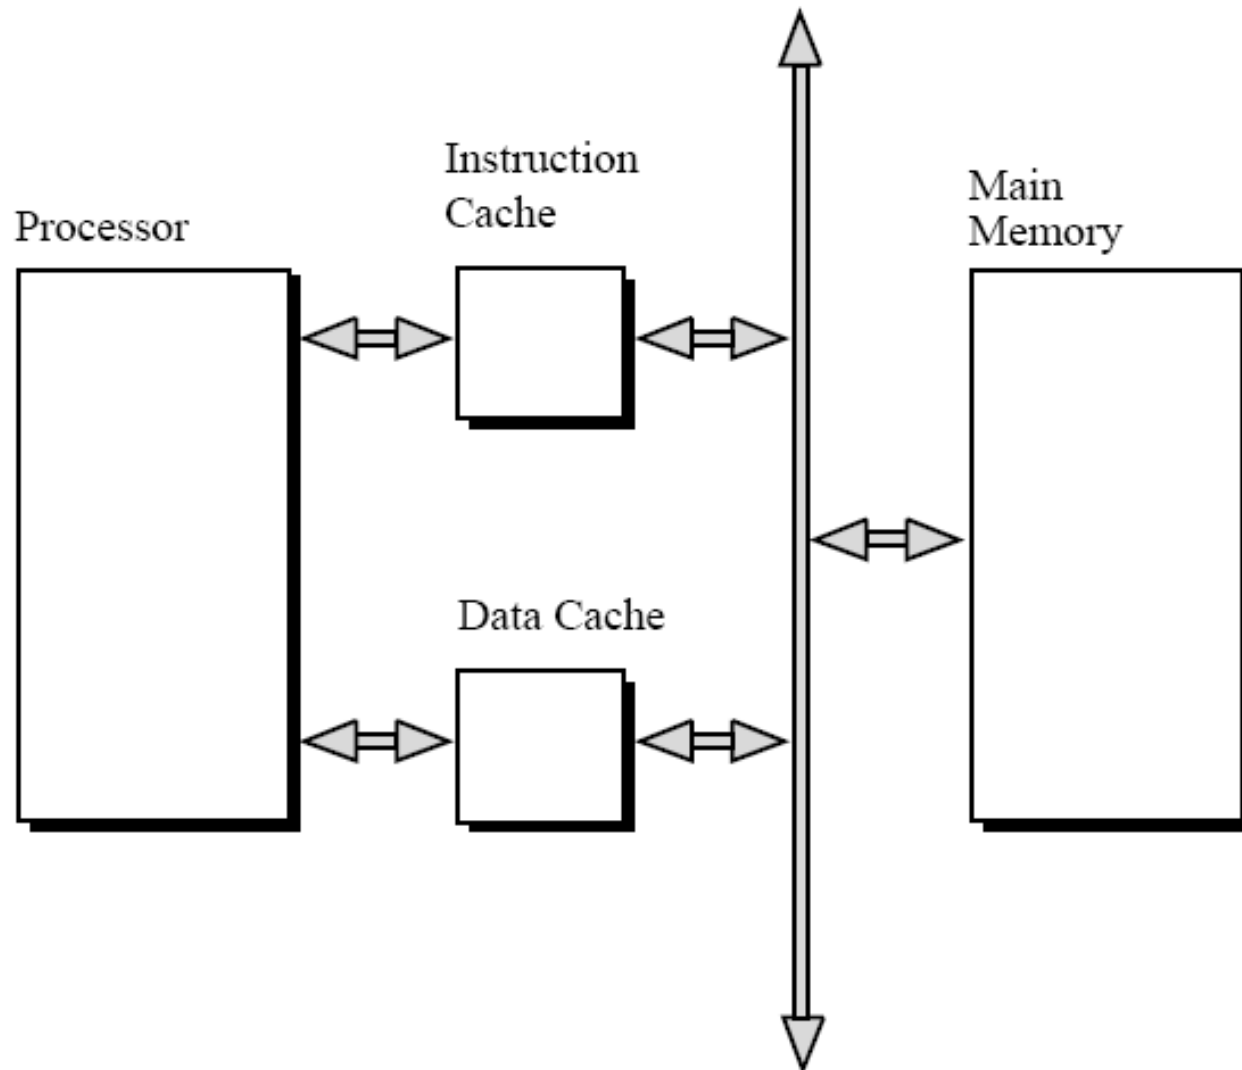 Processor
Instruction
Cache
Main
Memory
Data Cache